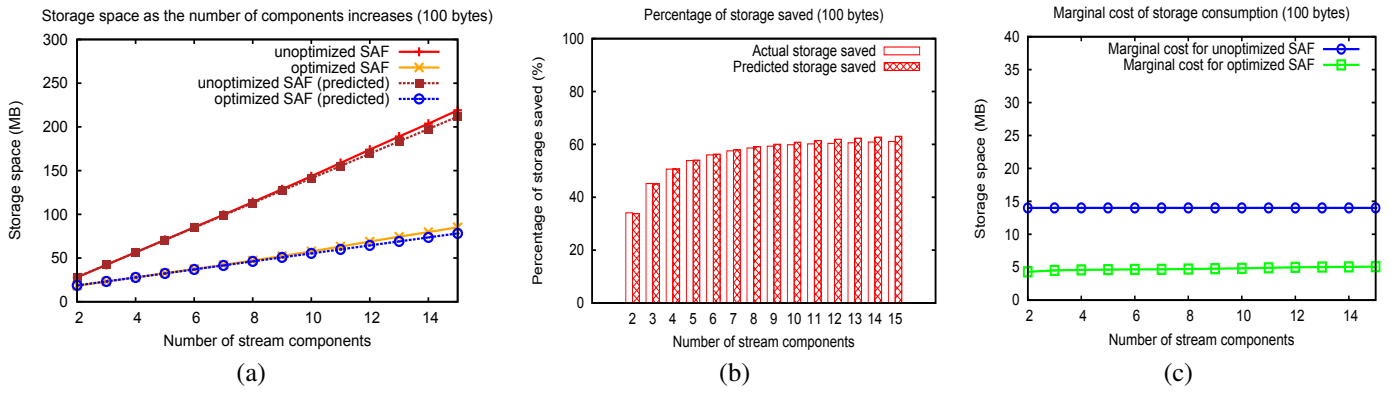 Storage space as the number of components increases (100 bytes)
300
250
200
150
100
50
0
Storage space (MB)
unoptimized SAF
optimized SAF
unoptimized SAF (predicted)
optimized SAF (predicted)
2 4 6 8 10 12 14
Number of stream components
(a)
Percentage of storage saved (100 bytes)
100
80
60
40
20
0
Percentage of storage saved (%)
Actual storage saved
Predicted storage saved
2 3 4 5 6 7 8 9 10 11 12 13 14 15
Number of stream components
(b)
Marginal cost of storage consumption (100 bytes)
40
35
30
25
20
15
10
5
0
Storage space (MB)
Marginal cost for unoptimized SAF
Marginal cost for optimized SAF
2 4 6 8 10 12 14
Number of stream components
(c)